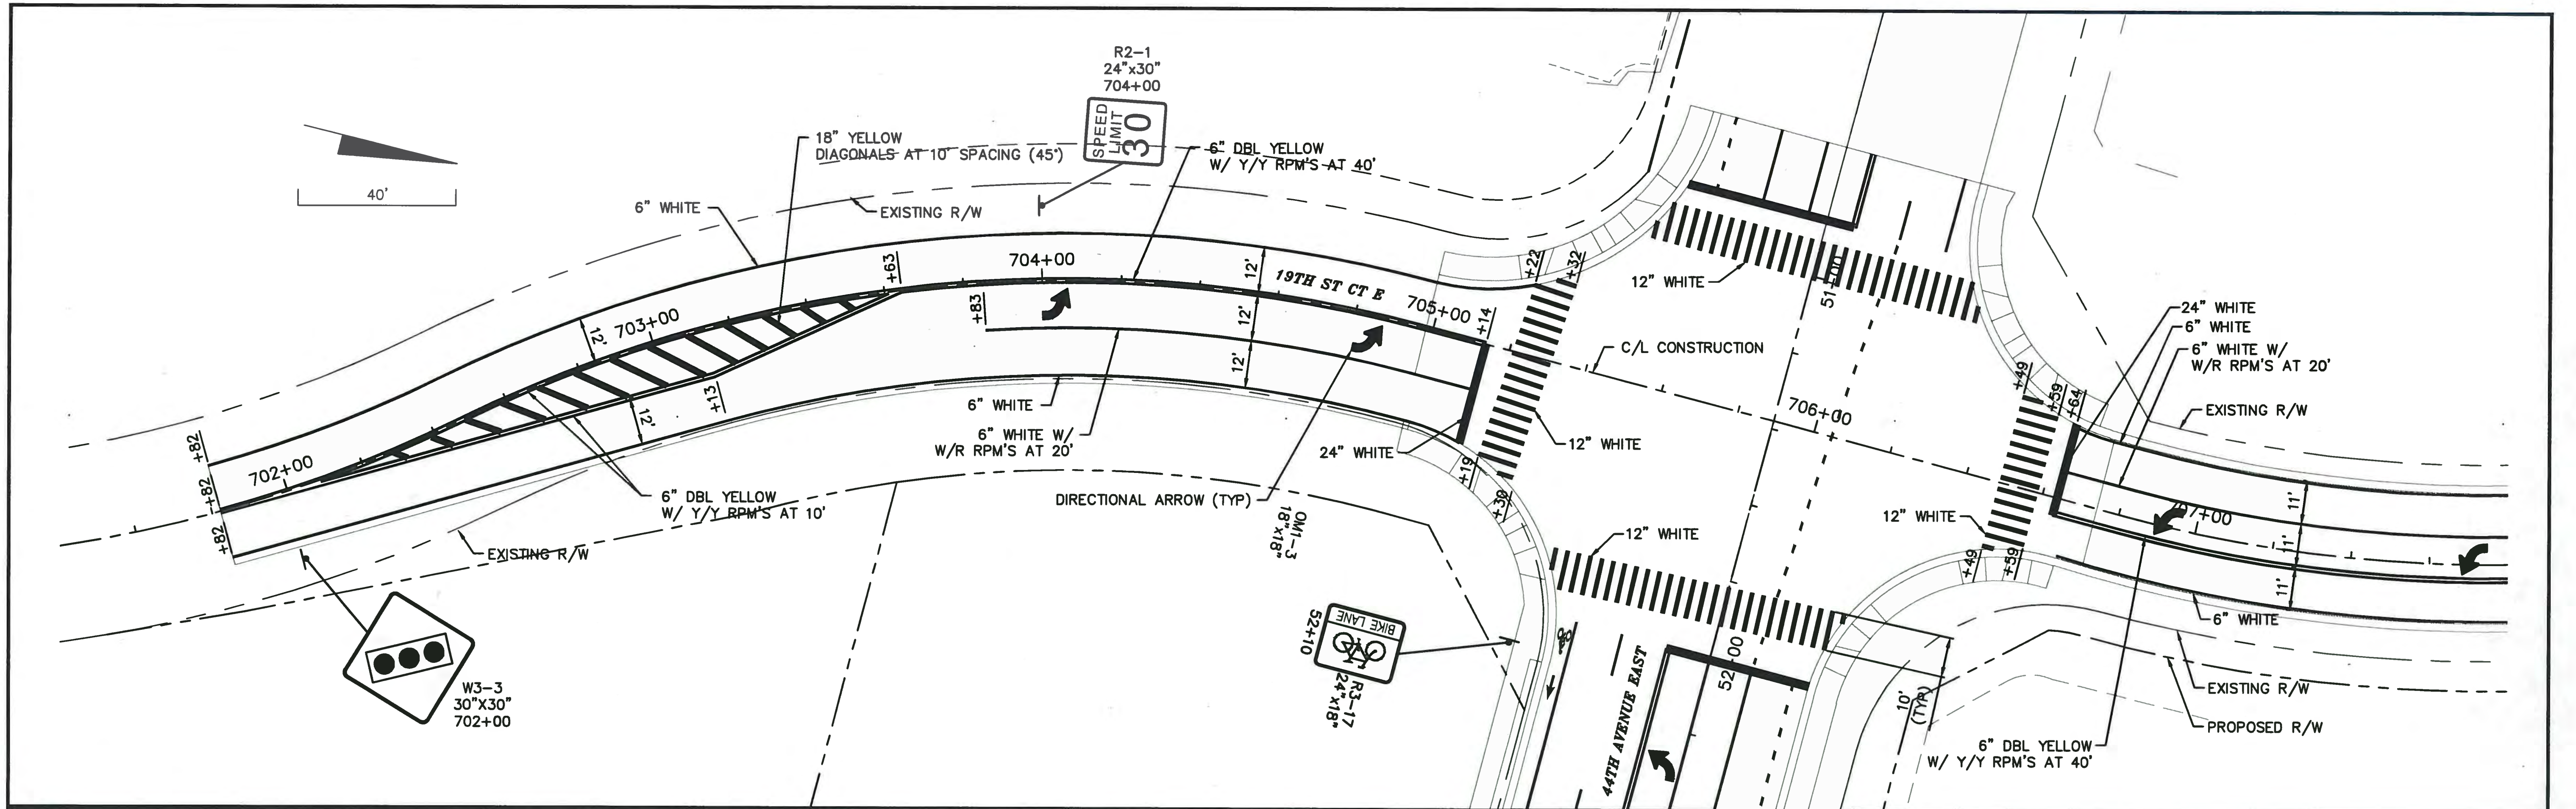 R2-1
24"x30"
704+00
SPEED
LIMIT
30
18" YELLOW
DIAGONALS AT 10' SPACING (45°)
6" DBL YELLOW
W/ Y/Y RPM'S AT 40'
40'
6" WHITE
EXISTING R/W
+63
704+00
12'
19TH ST CT E
705+00
+14
+22
+32
12" WHITE
51+00
703+00
12'
+83
12'
12'
C/L CONSTRUCTION
24" WHITE
6" WHITE
6" WHITE W/
W/R RPM'S AT 20'
EXISTING R/W
+49
+59
+64
706+00
+13
12'
6" WHITE
6" WHITE W/
W/R RPM'S AT 20'
24" WHITE
12" WHITE
+19
+30
+82
+82
+82
702+00
6" DBL YELLOW
W/ Y/Y RPM'S AT 10'
EXISTING R/W
DIRECTIONAL ARROW (TYP)
OM1-3
18"x18"
12" WHITE
12" WHITE
+49
+59
707+00
11'
11'
11'
6" WHITE
BIKE LANE
52+10
R3-17
24"x18"
52+00
44TH AVENUE EAST
10'
(TYP)
EXISTING R/W
PROPOSED R/W
6" DBL YELLOW
W/ Y/Y RPM'S AT 40'
W3-3
30"X30"
702+00